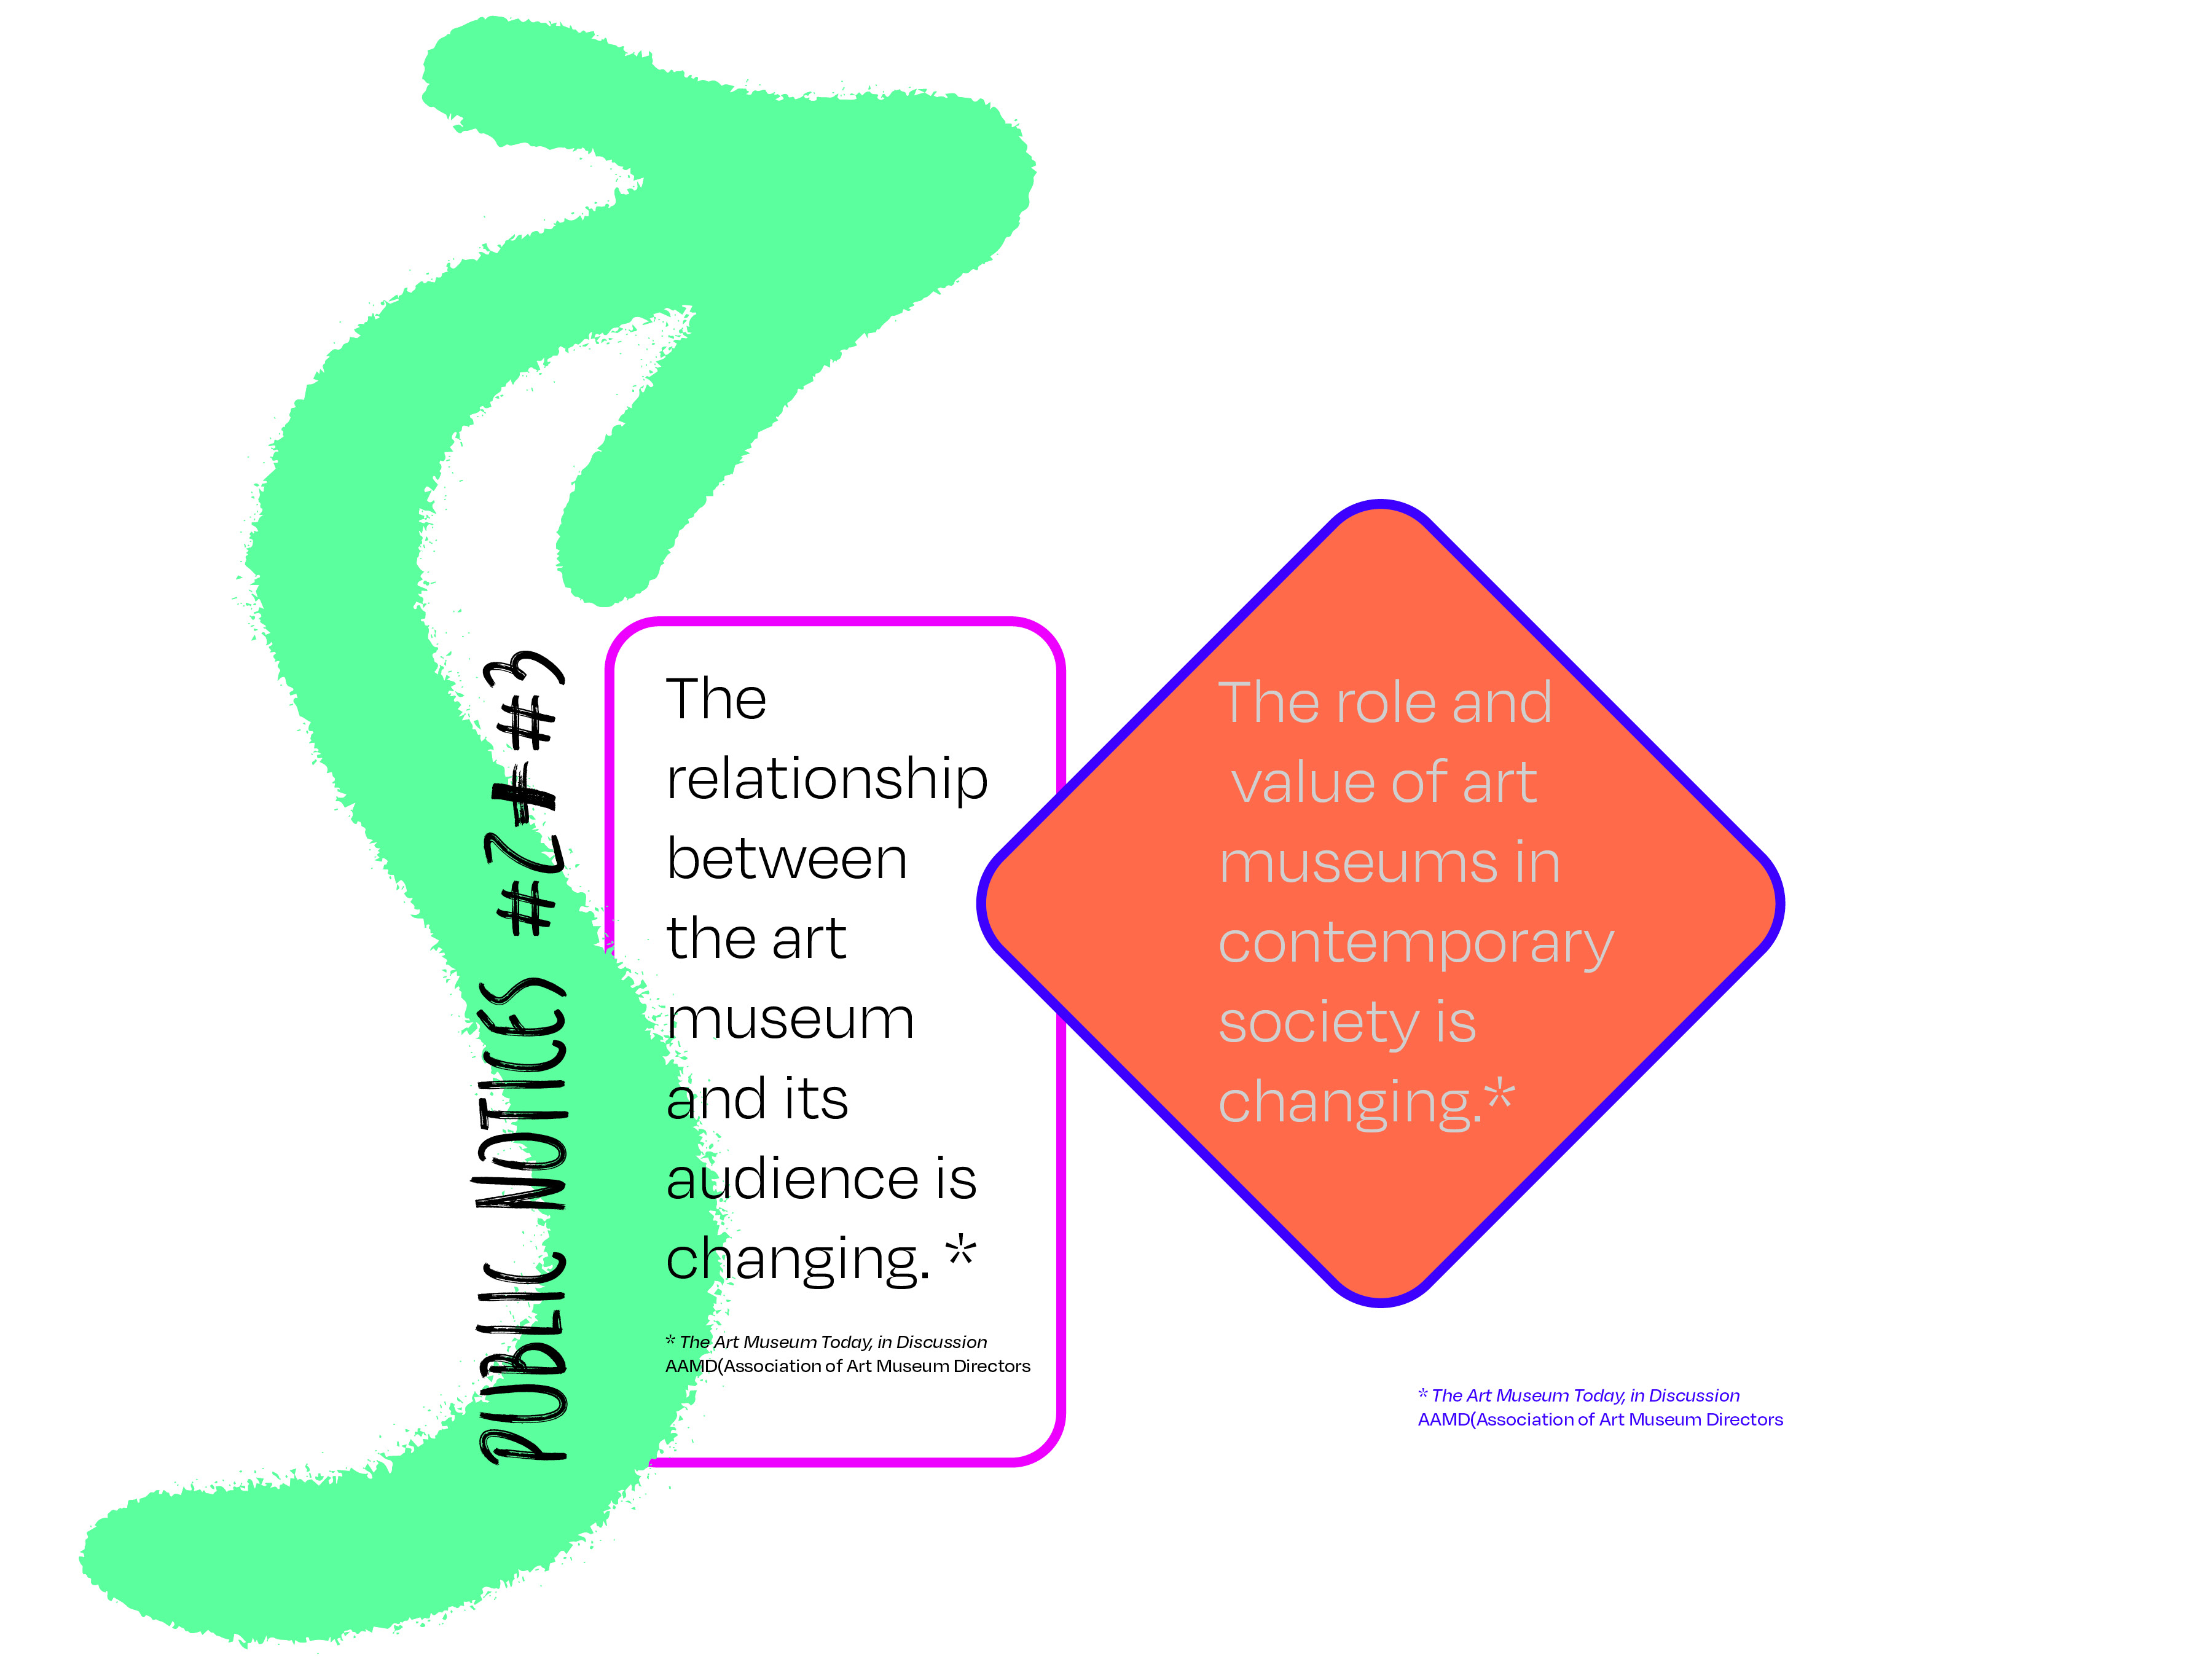 PUBLIC NOTICES #2+#3
The
relationship
between
the art
museum
and its
audience is
changing. *
* The Art Museum Today, in Discussion
AAMD(Association of Art Museum Directors
The role and
value of art
museums in
contemporary
society is
changing.*
* The Art Museum Today, in Discussion
AAMD(Association of Art Museum Directors